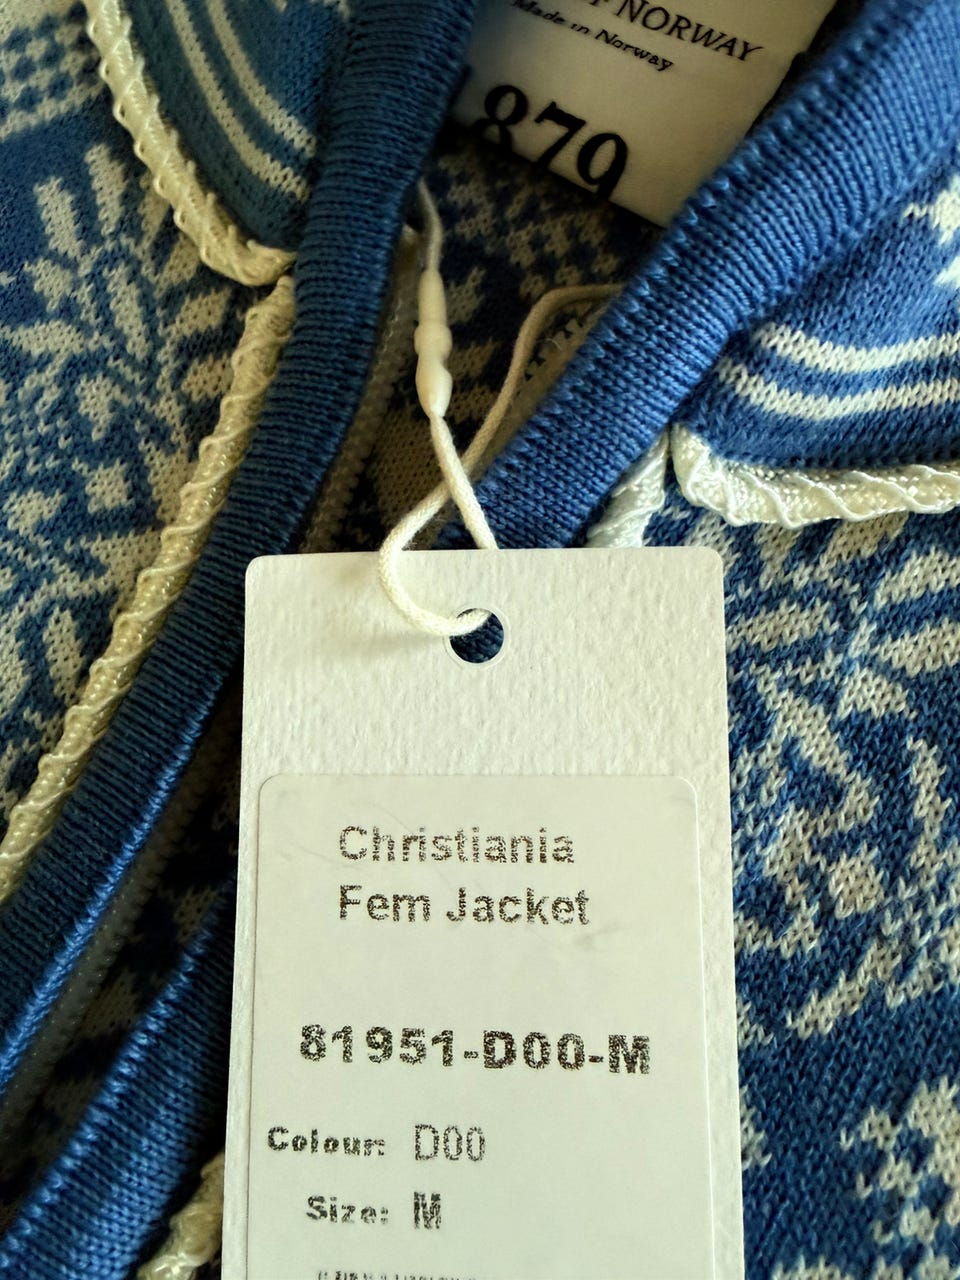 NORWAY
Made in Norway
879
Christiania
Fem Jacket
81951-D00-M
Colour: D00
Size: M